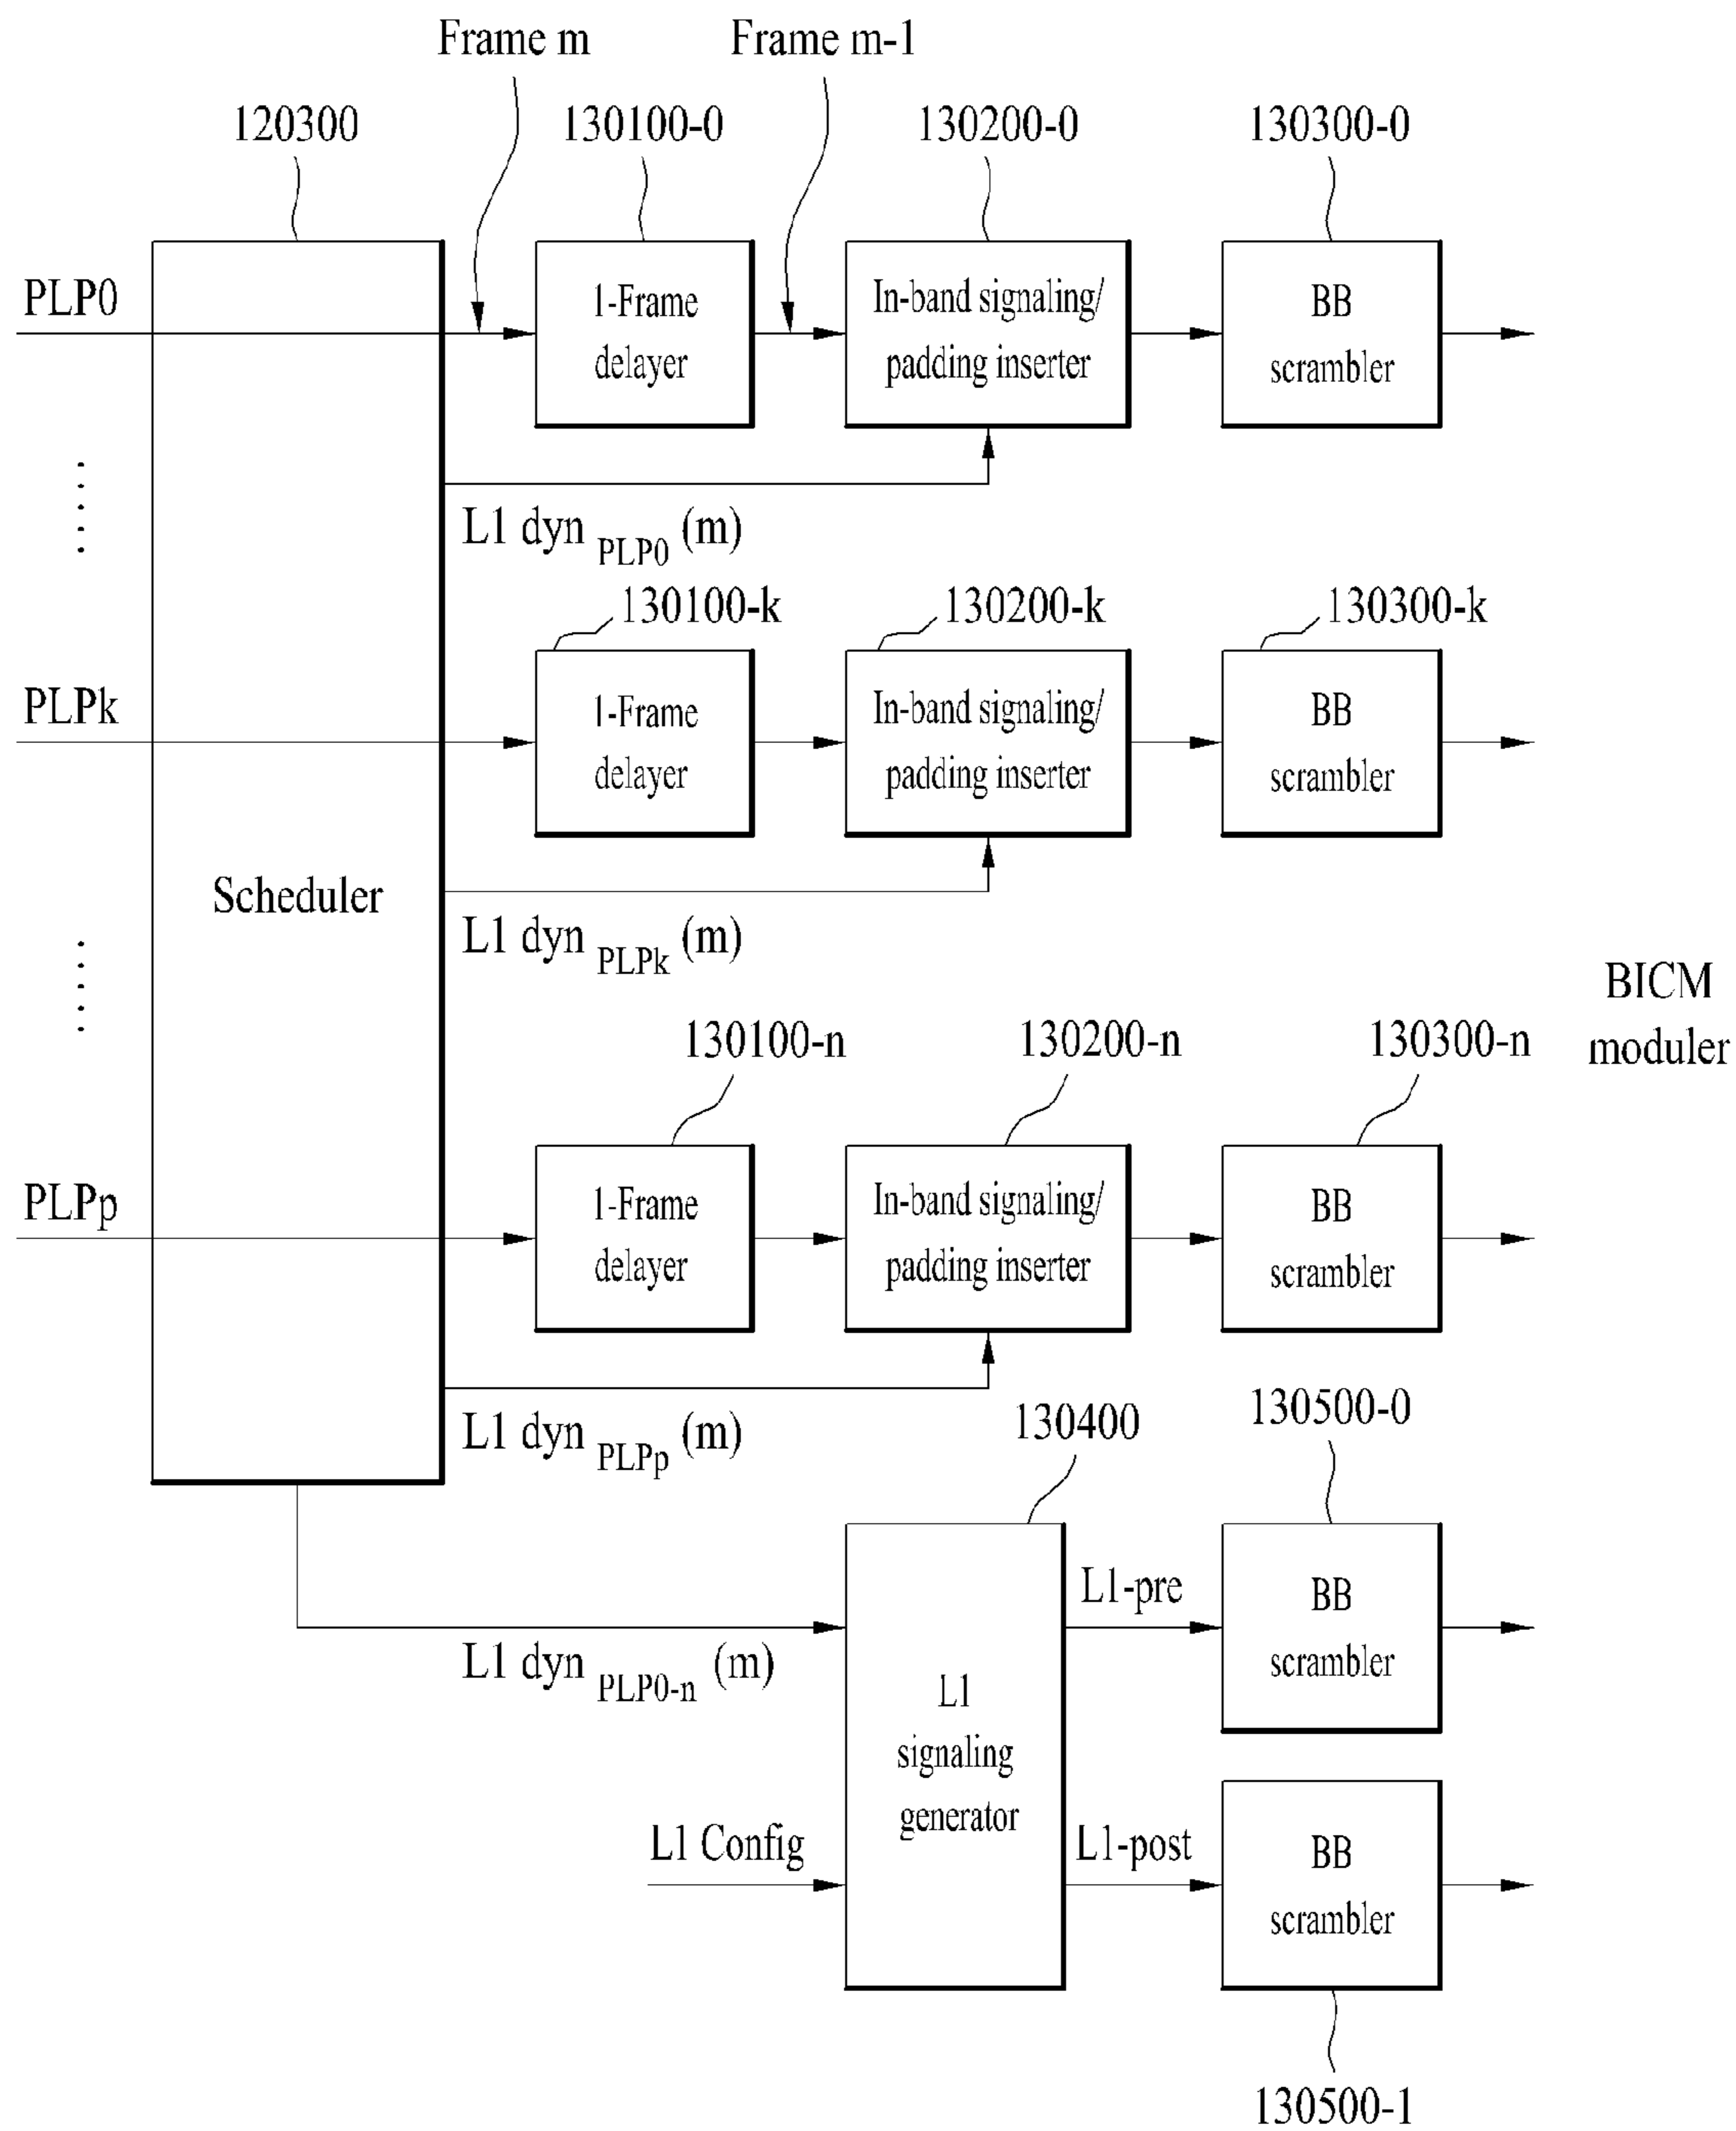 Frame m
Frame m-1
120300
130100-0
130200-0
130300-0
PLP0
1-Frame
delayer
In-band signaling/
padding inserter
BB
scrambler
L1 dyn PLP0 (m)
130100-k
130200-k
130300-k
PLPk
1-Frame
delayer
In-band signaling/
padding inserter
BB
scrambler
Scheduler
L1 dyn PLPk (m)
BICM
moduler
130100-n
130200-n
130300-n
PLPp
1-Frame
delayer
In-band signaling/
padding inserter
BB
scrambler
L1 dyn PLPp (m)
130400
130500-0
L1-pre
BB
scrambler
L1 dyn PLP0-n (m)
L1
signaling
generator
L1 Config
L1-post
BB
scrambler
130500-1